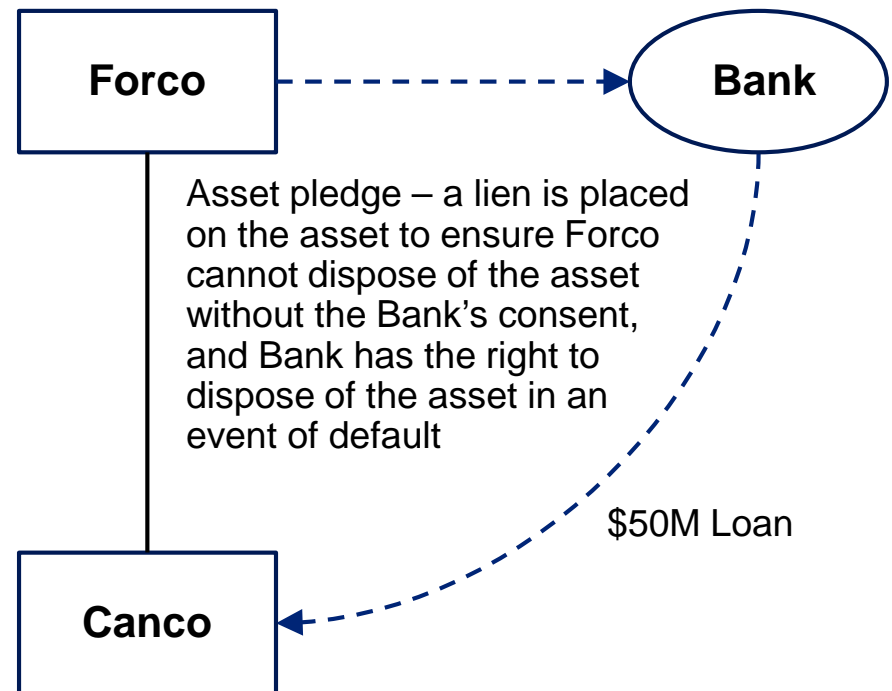 Forco
Bank
Asset pledge – a lien is placed
on the asset to ensure Forco
cannot dispose of the asset
without the Bank’s consent,
and Bank has the right to
dispose of the asset in an
event of default
$50M Loan
Canco